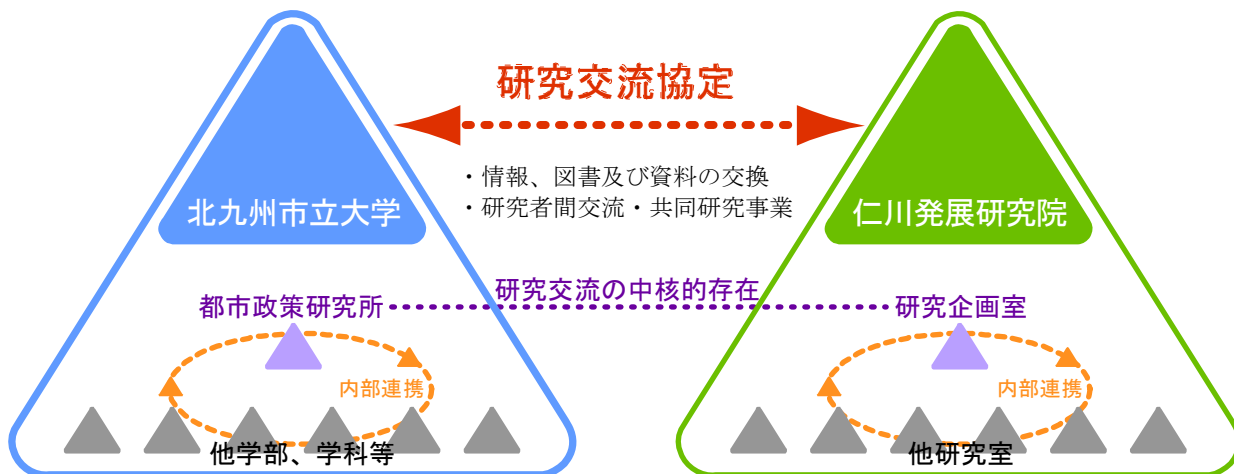 研究交流協定
・情報、図書及び資料の交換
・研究者間交流・共同研究事業
北九州市立大学
仁川発展研究院
研究交流の中核的存在
都市政策研究所
研究企画室
内部連携
内部連携
他学部、学科等
他研究室